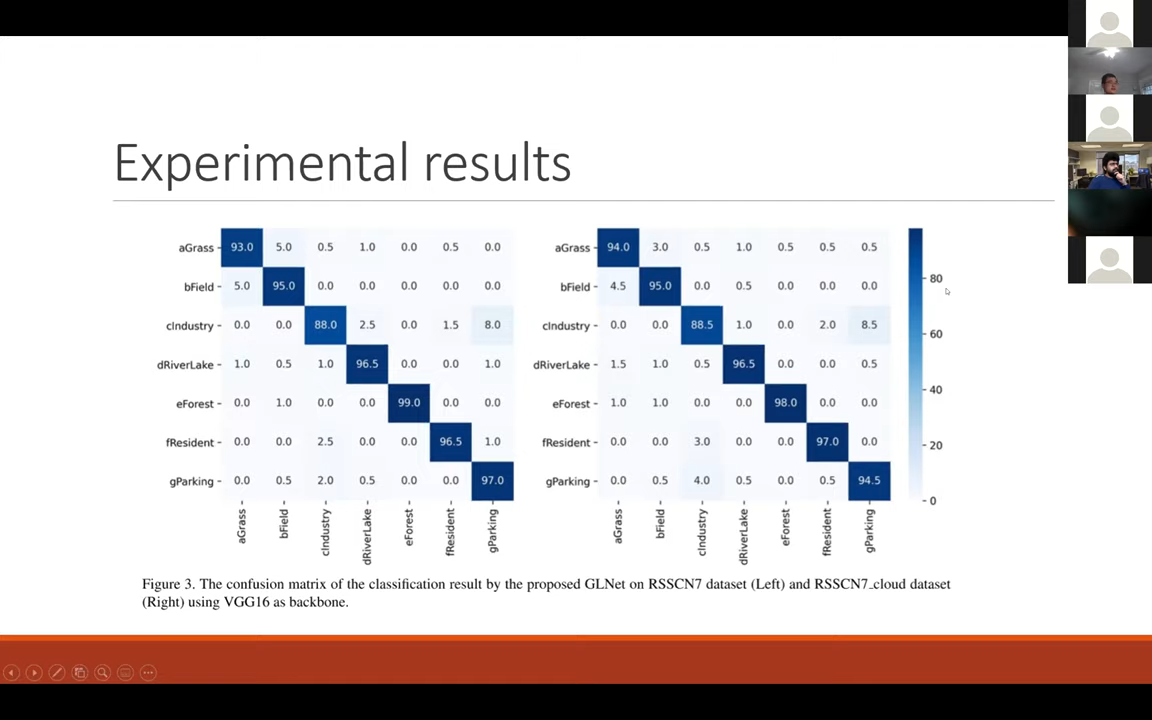 Experimental results
aGrass 93.0 5.0 0.5 1.0 0.0 0.5 0.0
bField 5.0 95.0 0.0 0.0 0.0 0.0 0.0
cIndustry 0.0 0.0 88.0 2.5 0.0 1.5 8.0
dRiverLake 1.0 0.5 1.0 96.5 0.0 0.0 1.0
eForest 0.0 1.0 0.0 0.0 99.0 0.0 0.0
fResident 0.0 0.0 2.5 0.0 0.0 96.5 1.0
gParking 0.0 0.5 2.0 0.5 0.0 0.0 97.0
aGrass bField cIndustry dRiverLake eForest fResident gParking
aGrass 94.0 3.0 0.5 1.0 0.5 0.5 0.5
bField 4.5 95.0 0.0 0.5 0.0 0.0 0.0
cIndustry 0.0 0.0 88.5 1.0 0.0 2.0 8.5
dRiverLake 1.5 1.0 0.5 96.5 0.0 0.0 0.5
eForest 1.0 1.0 0.0 0.0 98.0 0.0 0.0
fResident 0.0 0.0 3.0 0.0 0.0 97.0 0.0
gParking 0.0 0.5 4.0 0.5 0.0 0.5 94.5
aGrass bField cIndustry dRiverLake eForest fResident gParking
80
60
40
20
0
Figure 3. The confusion matrix of the classification result by the proposed GLNet on RSSCN7 dataset (Left) and RSSCN7_cloud dataset
(Right) using VGG16 as backbone.